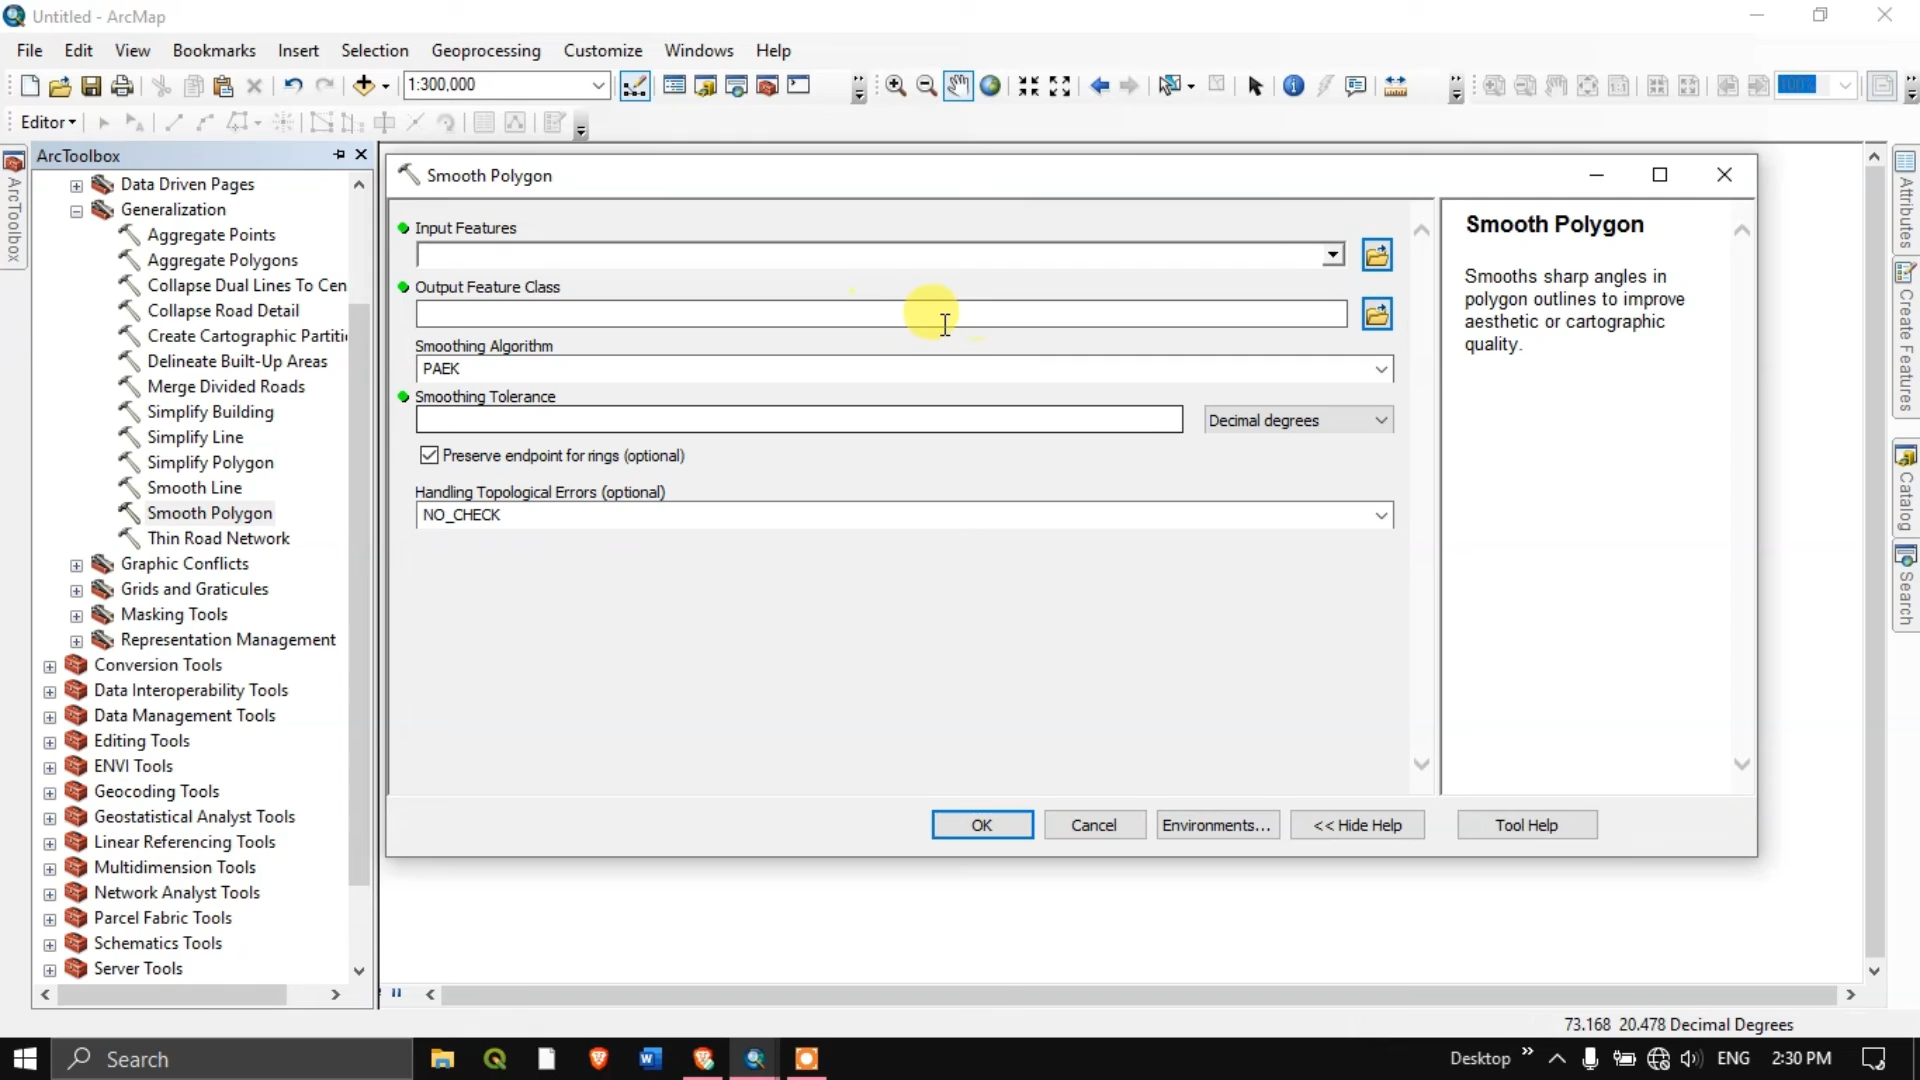 Untitled - ArcMap
File Edit View Bookmarks Insert Selection Geoprocessing Customize Windows Help
1:300,000
100%
Editor
ArcToolbox
ArcToolbox
Data Driven Pages
Generalization
Aggregate Points
Aggregate Polygons
Collapse Dual Lines To Cen
Collapse Road Detail
Create Cartographic Partitio
Delineate Built-Up Areas
Merge Divided Roads
Simplify Building
Simplify Line
Simplify Polygon
Smooth Line
Smooth Polygon
Thin Road Network
Graphic Conflicts
Grids and Graticules
Masking Tools
Representation Management
Conversion Tools
Data Interoperability Tools
Data Management Tools
Editing Tools
ENVI Tools
Geocoding Tools
Geostatistical Analyst Tools
Linear Referencing Tools
Multidimension Tools
Network Analyst Tools
Parcel Fabric Tools
Schematics Tools
Server Tools
Smooth Polygon
Input Features
Output Feature Class
Smoothing Algorithm
PAEK
Smoothing Tolerance
Decimal degrees
Preserve endpoint for rings (optional)
Handling Topological Errors (optional)
NO_CHECK
Smooth Polygon
Smooths sharp angles in
polygon outlines to improve
aesthetic or cartographic
quality.
OK Cancel Environments... << Hide Help Tool Help
Attributes
Create Features
Catalog
Search
73.168 20.478 Decimal Degrees
Search
Desktop » ENG 2:30 PM